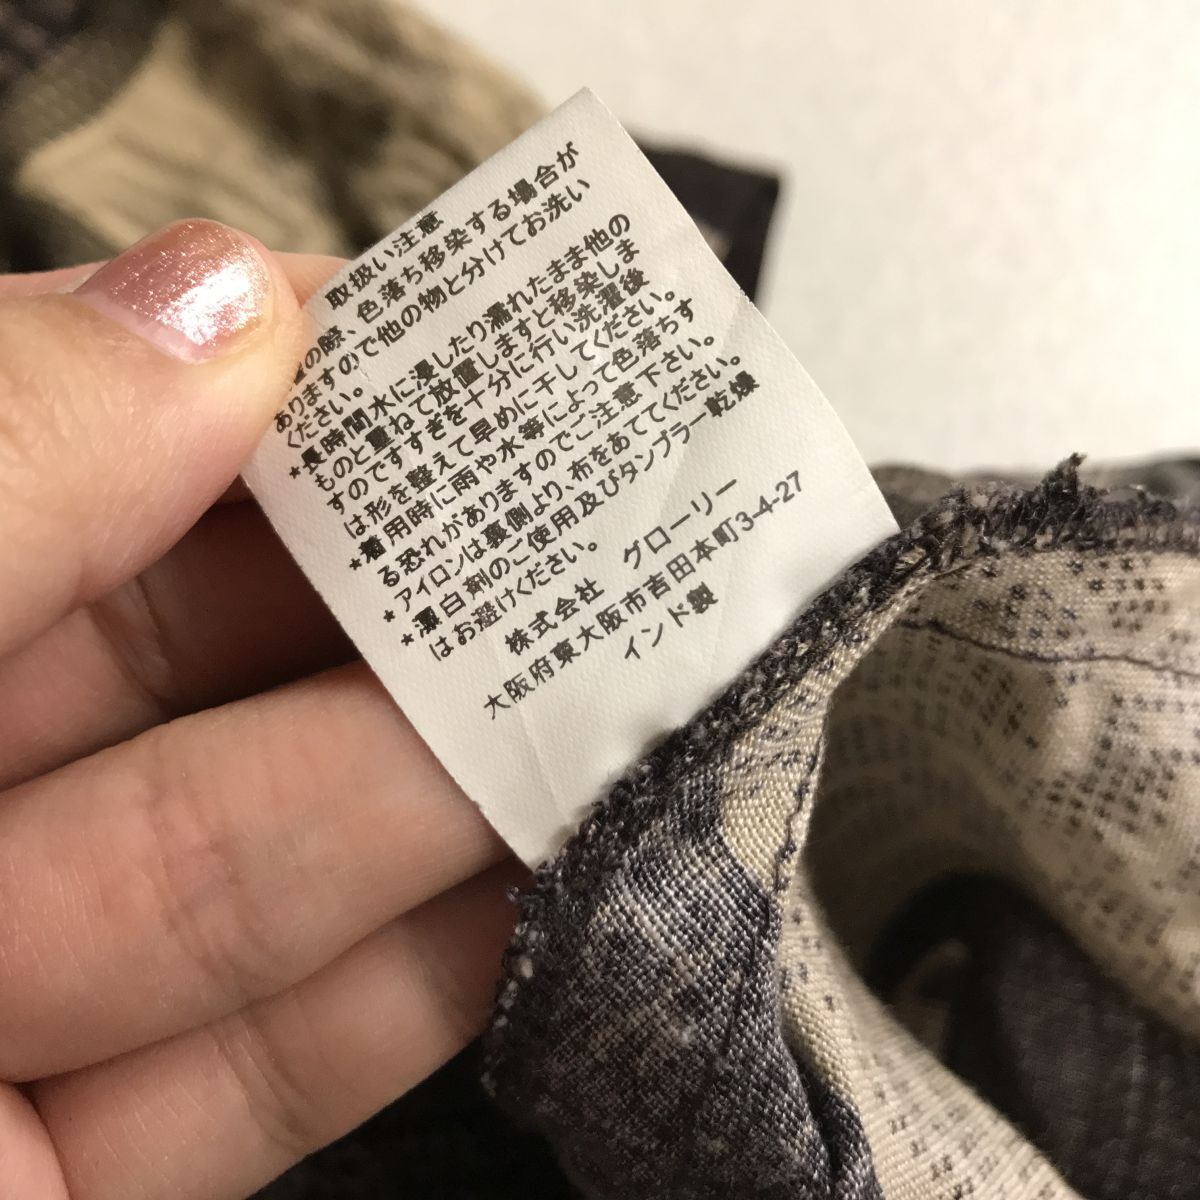 取扱い注意
の際、色落ち移染する場合が
ありますので他の物と分けてお洗い
ください。
*長時間水に浸したり濡れたまま他の
ものと重ねて放置しますと移染しま
すのですすぎを十分に行い洗濯後
は形を整えて早めに干してください。
*着用時に雨や水等によって色落ちす
る恐れがありますのでご注意下さい。
*アイロンは裏側より、布をあててください。
*漂白剤のご使用及びタンブラー乾燥
はお避けください。
株式会社 グローリー
大阪府東大阪市吉田本町3-4-27
インド製